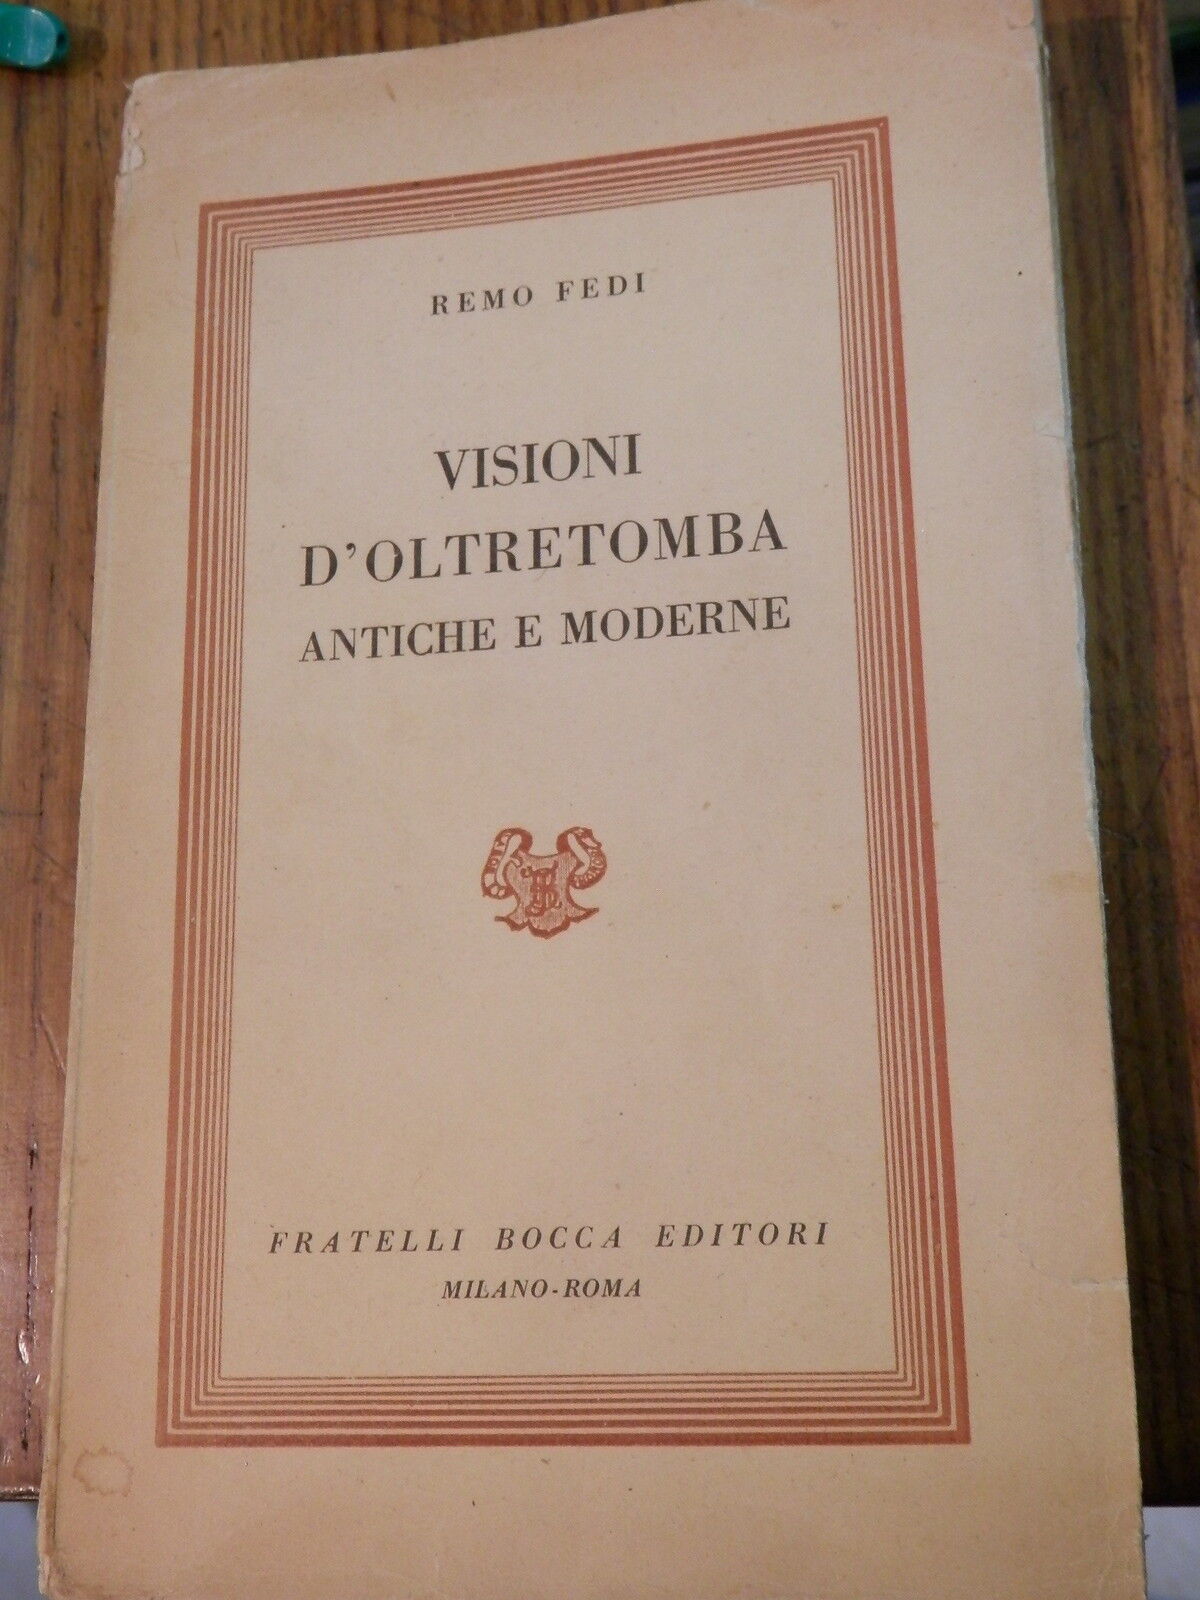 REMO FEDI
VISIONI
D'OLTRETOMBA
ANTICHE E MODERNE
FRATELLI BOCCA EDITORI
MILANO-ROMA